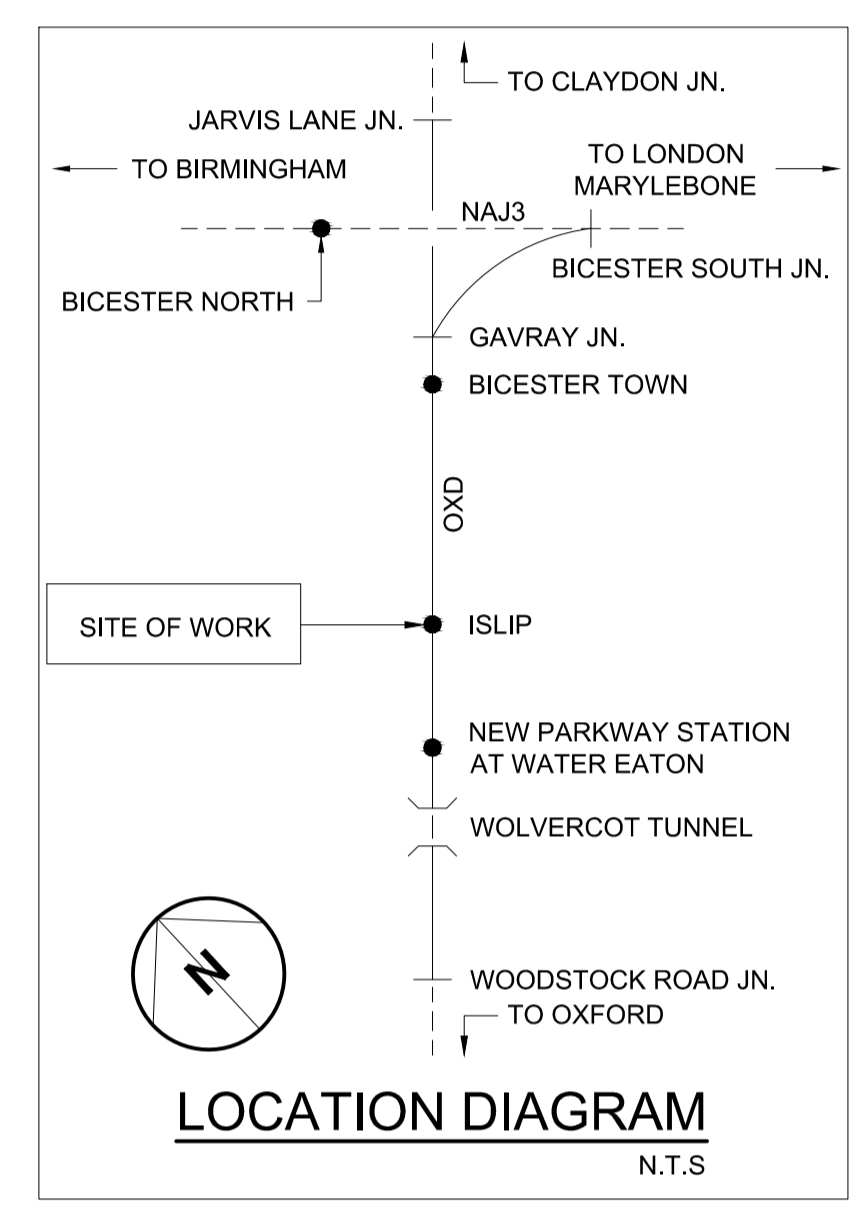 TO CLAYDON JN.
JARVIS LANE JN.
TO BIRMINGHAM
TO LONDON
MARYLEBONE
NAJ3
BICESTER SOUTH JN.
BICESTER NORTH
GAVRAY JN.
BICESTER TOWN
OXD
SITE OF WORK
ISLIP
NEW PARKWAY STATION
AT WATER EATON
WOLVERCOT TUNNEL
N
WOODSTOCK ROAD JN.
TO OXFORD
LOCATION DIAGRAM
N.T.S